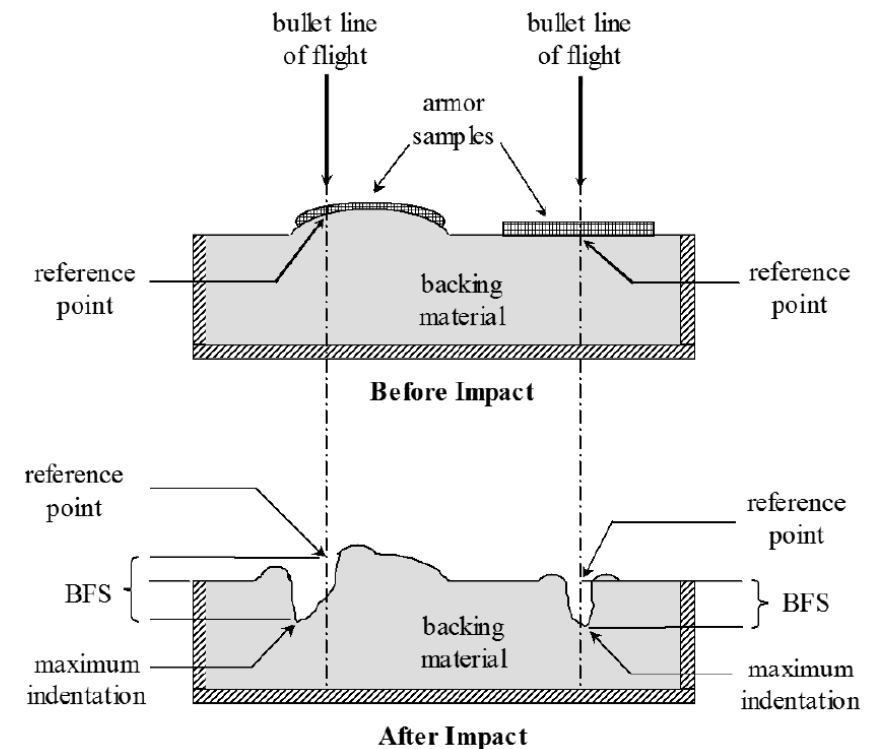 bullet line
of flight
bullet line
of flight
armor
samples
reference
point
backing
material
reference
point
Before Impact
reference
point
reference
point
BFS
BFS
backing
material
maximum
indentation
maximum
indentation
After Impact